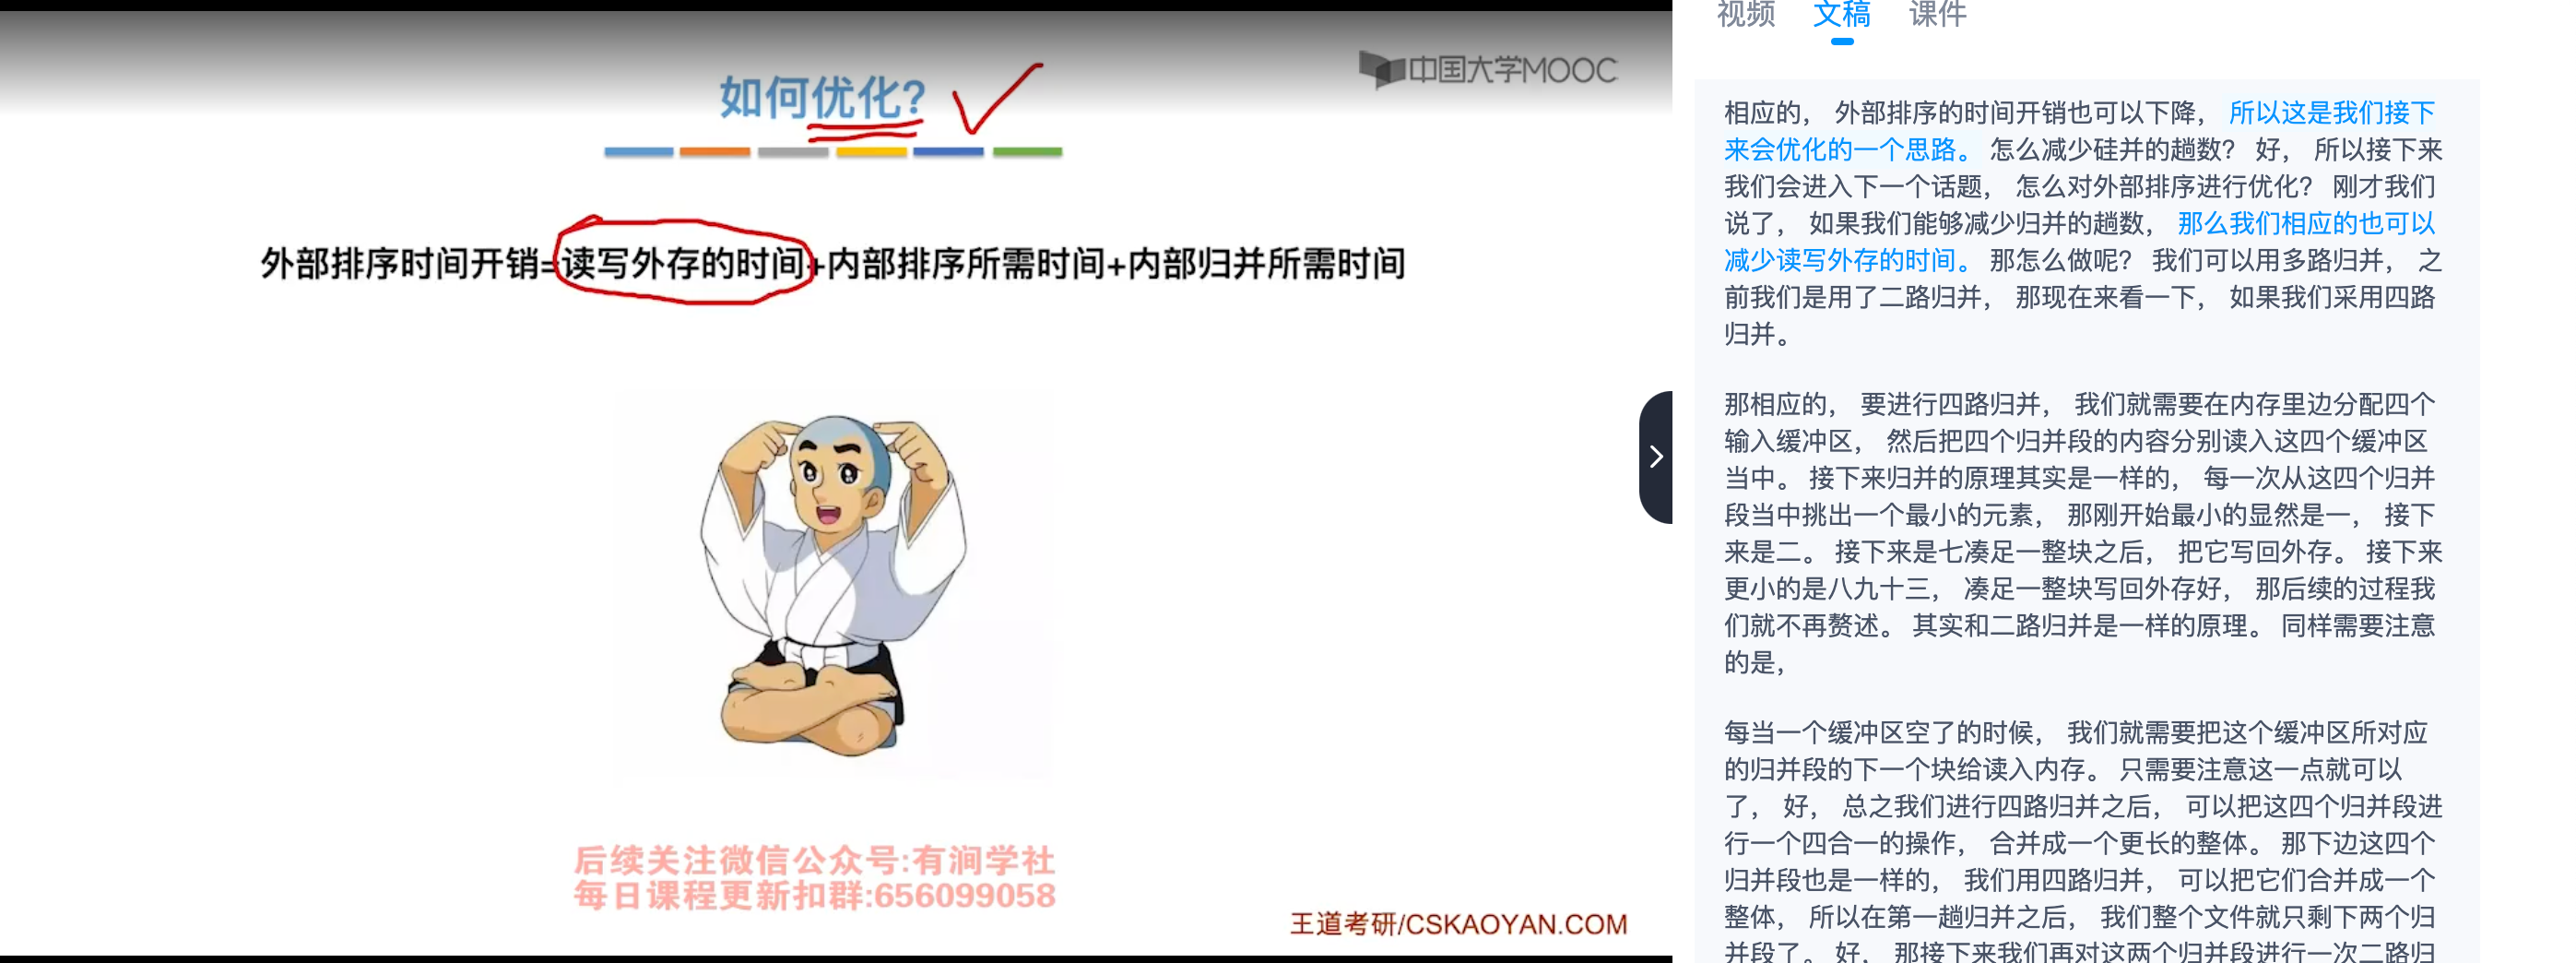 如何优化?
中国大学MOOC
外部排序时间开销=读写外存的时间+内部排序所需时间+内部归并所需时间
后续关注微信公众号:有涧学社
每日课程更新扣群:656099058
王道考研/CSKAOYAN.COM
视频 文稿 课件
相应的， 外部排序的时间开销也可以下降， 所以这是我们接下
来会优化的一个思路。 怎么减少硅并的趟数? 好， 所以接下来
我们会进入下一个话题， 怎么对外部排序进行优化? 刚才我们
说了， 如果我们能够减少归并的趟数， 那么我们相应的也可以
减少读写外存的时间。 那怎么做呢? 我们可以用多路归并， 之
前我们是用了二路归并， 那现在来看一下， 如果我们采用四路
归并。
那相应的， 要进行四路归并， 我们就需要在内存里边分配四个
输入缓冲区， 然后把四个归并段的内容分别读入这四个缓冲区
当中。 接下来归并的原理其实是一样的， 每一次从这四个归并
段当中挑出一个最小的元素， 那刚开始最小的显然是一， 接下
来是二。 接下来是七凑足一整块之后， 把它写回外存。 接下来
更小的是八九十三， 凑足一整块写回外存好， 那后续的过程我
们就不再赘述。 其实和二路归并是一样的原理。 同样需要注意
的是，
每当一个缓冲区空了的时候， 我们就需要把这个缓冲区所对应
的归并段的下一个块给读入内存。 只需要注意这一点就可以
了， 好， 总之我们进行四路归并之后， 可以把这四个归并段进
行一个四合一的操作， 合并成一个更长的整体。 那下边这四个
归并段也是一样的， 我们用四路归并， 可以把它们合并成一个
整体， 所以在第一趟归并之后， 我们整个文件就只剩下两个归
并段了。 好， 那接下来我们再对这两个归并段进行一次二路归